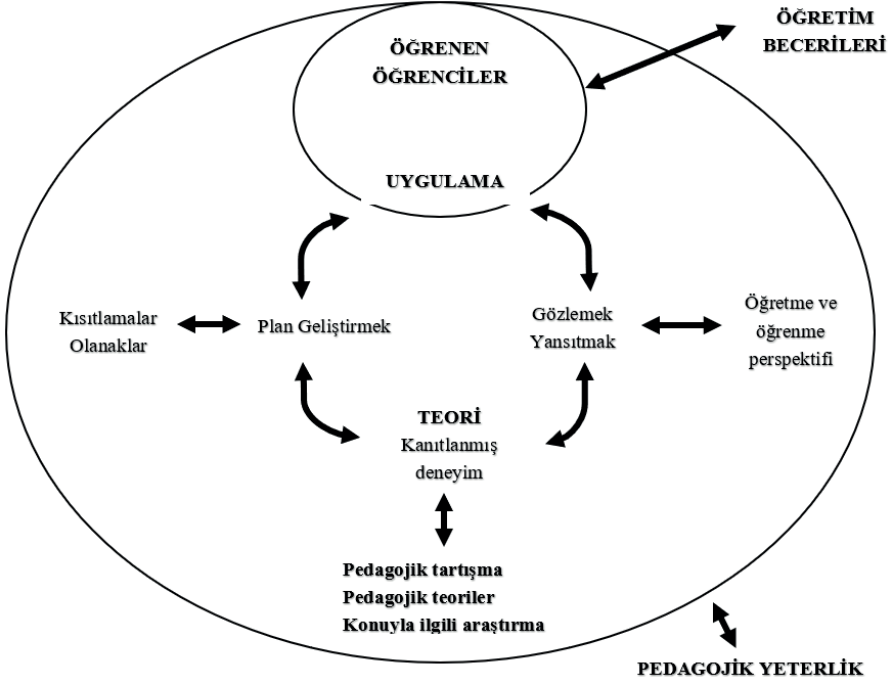 ÖĞRETİM
BECERİLERİ
ÖĞRENEN
ÖĞRENCİLER
UYGULAMA
Kısıtlamalar
Olanaklar
Plan Geliştirmek
Gözlemek
Yansıtmak
Öğretme ve
öğrenme
perspektifi
TEORİ
Kanıtlanmış
deneyim
Pedagojik tartışma
Pedagojik teoriler
Konuyla ilgili araştırma
PEDAGOJİK YETERLİK